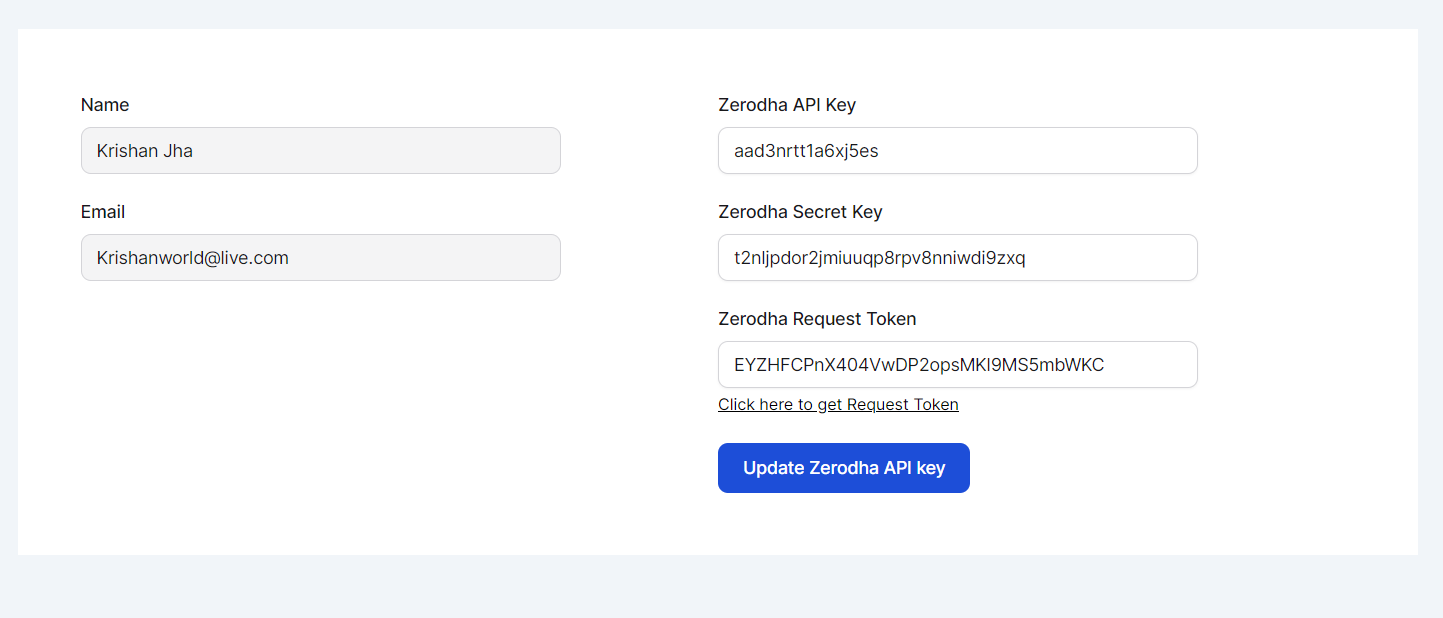 Name
Krishan Jha
Email
Krishanworld@live.com
Zerodha API Key
aad3nrtt1a6xj5es
Zerodha Secret Key
t2nljpdor2jmiuuqp8rpv8nniwdi9zxq
Zerodha Request Token
EYZHFCPnX404VwDP2opsMKl9MS5mbWKC
Click here to get Request Token
Update Zerodha API key